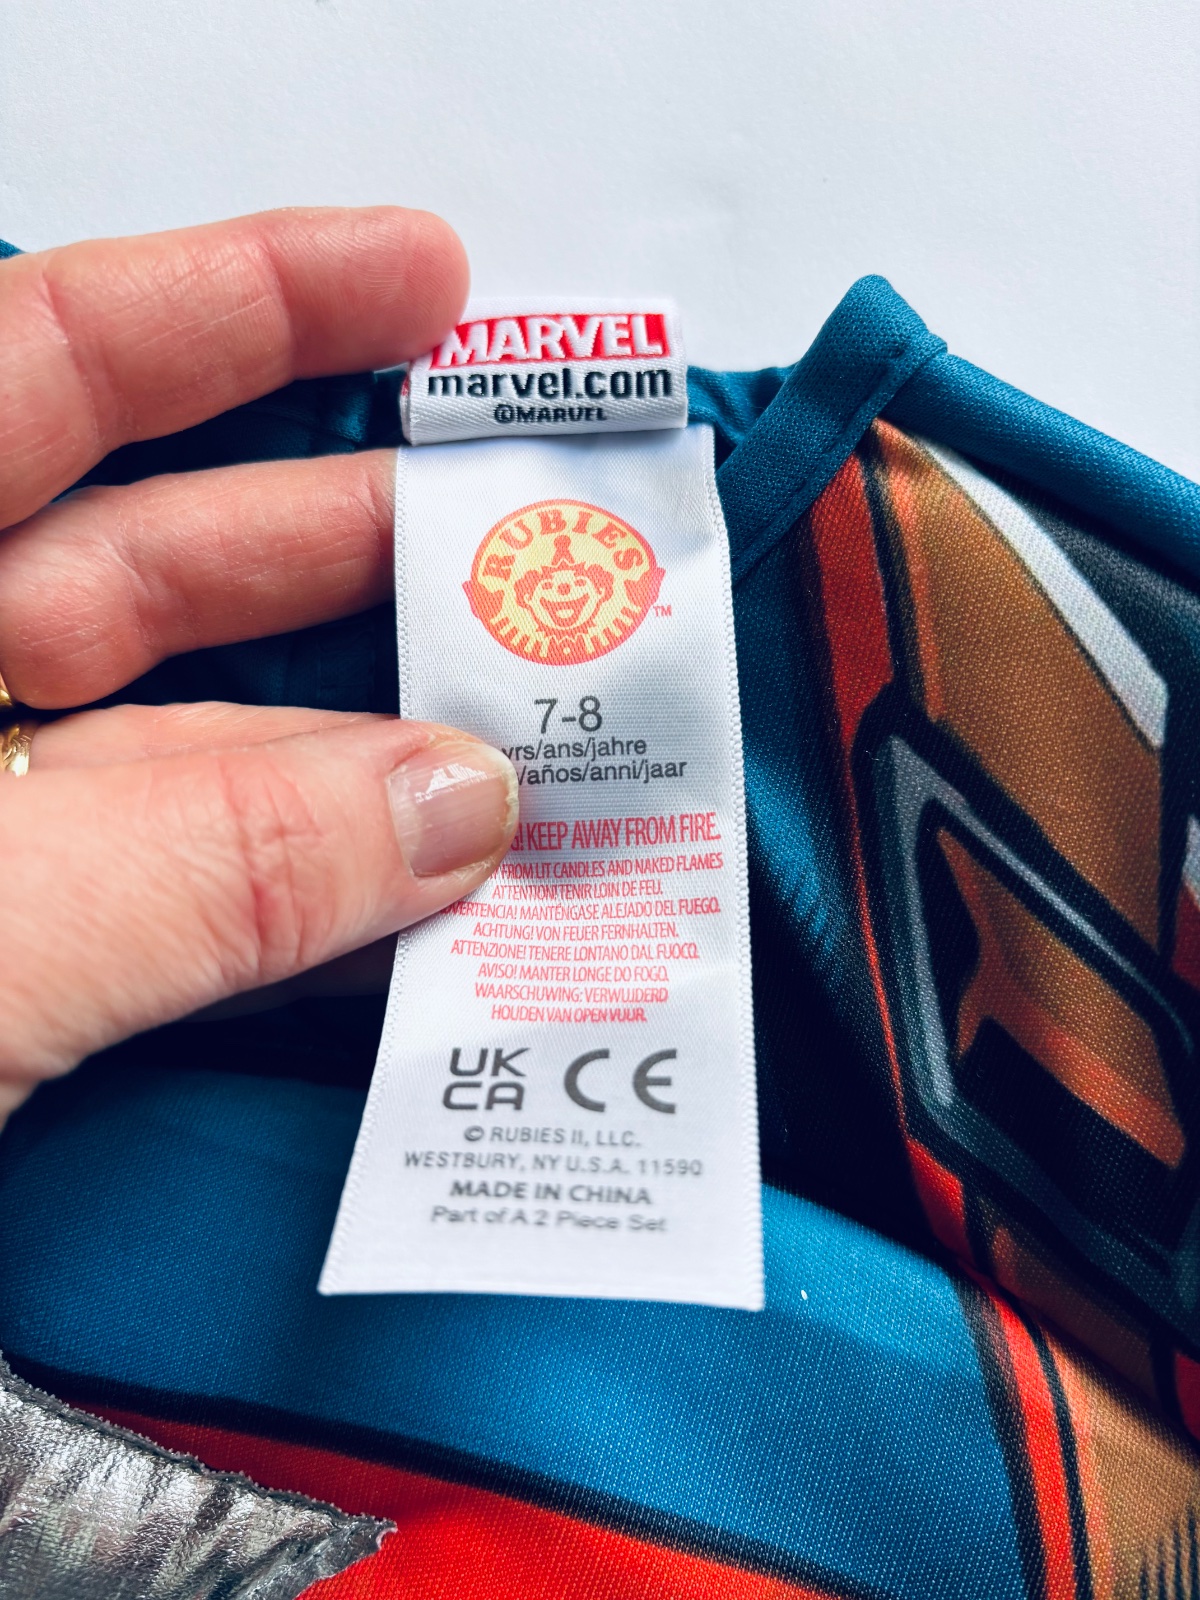 MARVEL
marvel.com
©MARVEL
RUBIES
TM
7-8
yrs/ans/jahre
/años/anni/jaar
KEEP AWAY FROM FIRE.
FROM LIT CANDLES AND NAKED FLAMES
ATTENTION! TENIR LOIN DE FEU.
MANTÉNGASE ALEJADO DEL FUEGO.
ACHTUNG! VON FEUER FERNHALTEN.
ATTENZIONE! TENERE LONTANO DAL FUOCO.
AVISO! MANTER LONGE DO FOGO.
WAARSCHUWING: VERWIJDERD
HOUDEN VAN OPEN VUUR.
UK
CA CE
© RUBIES II, LLC.
WESTBURY, NY U.S.A. 11590
MADE IN CHINA
Part of A 2 Piece Set